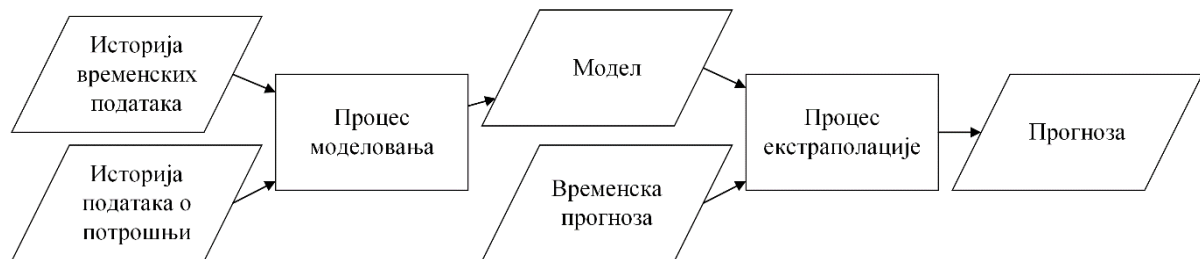 Историја
временских
података
Историја
података о
потрошњи
Процес
моделовања
Модел
Временска
прогноза
Процес
екстраполације
Прогноза